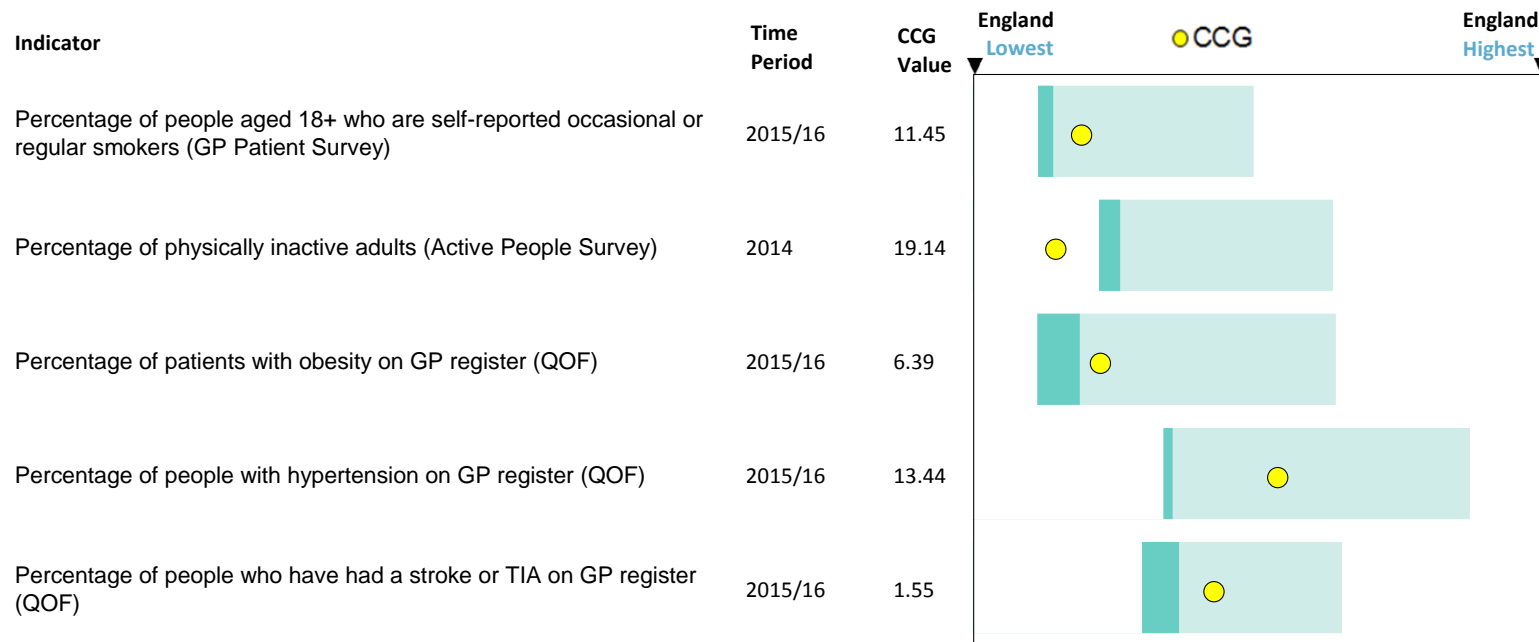 Indicator
Time
Period
CCG
Value
England
Lowest
CCG
England
Highest
Percentage of people aged 18+ who are self-reported occasional or
regular smokers (GP Patient Survey)
2015/16
11.45
Percentage of physically inactive adults (Active People Survey)
2014
19.14
Percentage of patients with obesity on GP register (QOF)
2015/16
6.39
Percentage of people with hypertension on GP register (QOF)
2015/16
13.44
Percentage of people who have had a stroke or TIA on GP register
(QOF)
2015/16
1.55